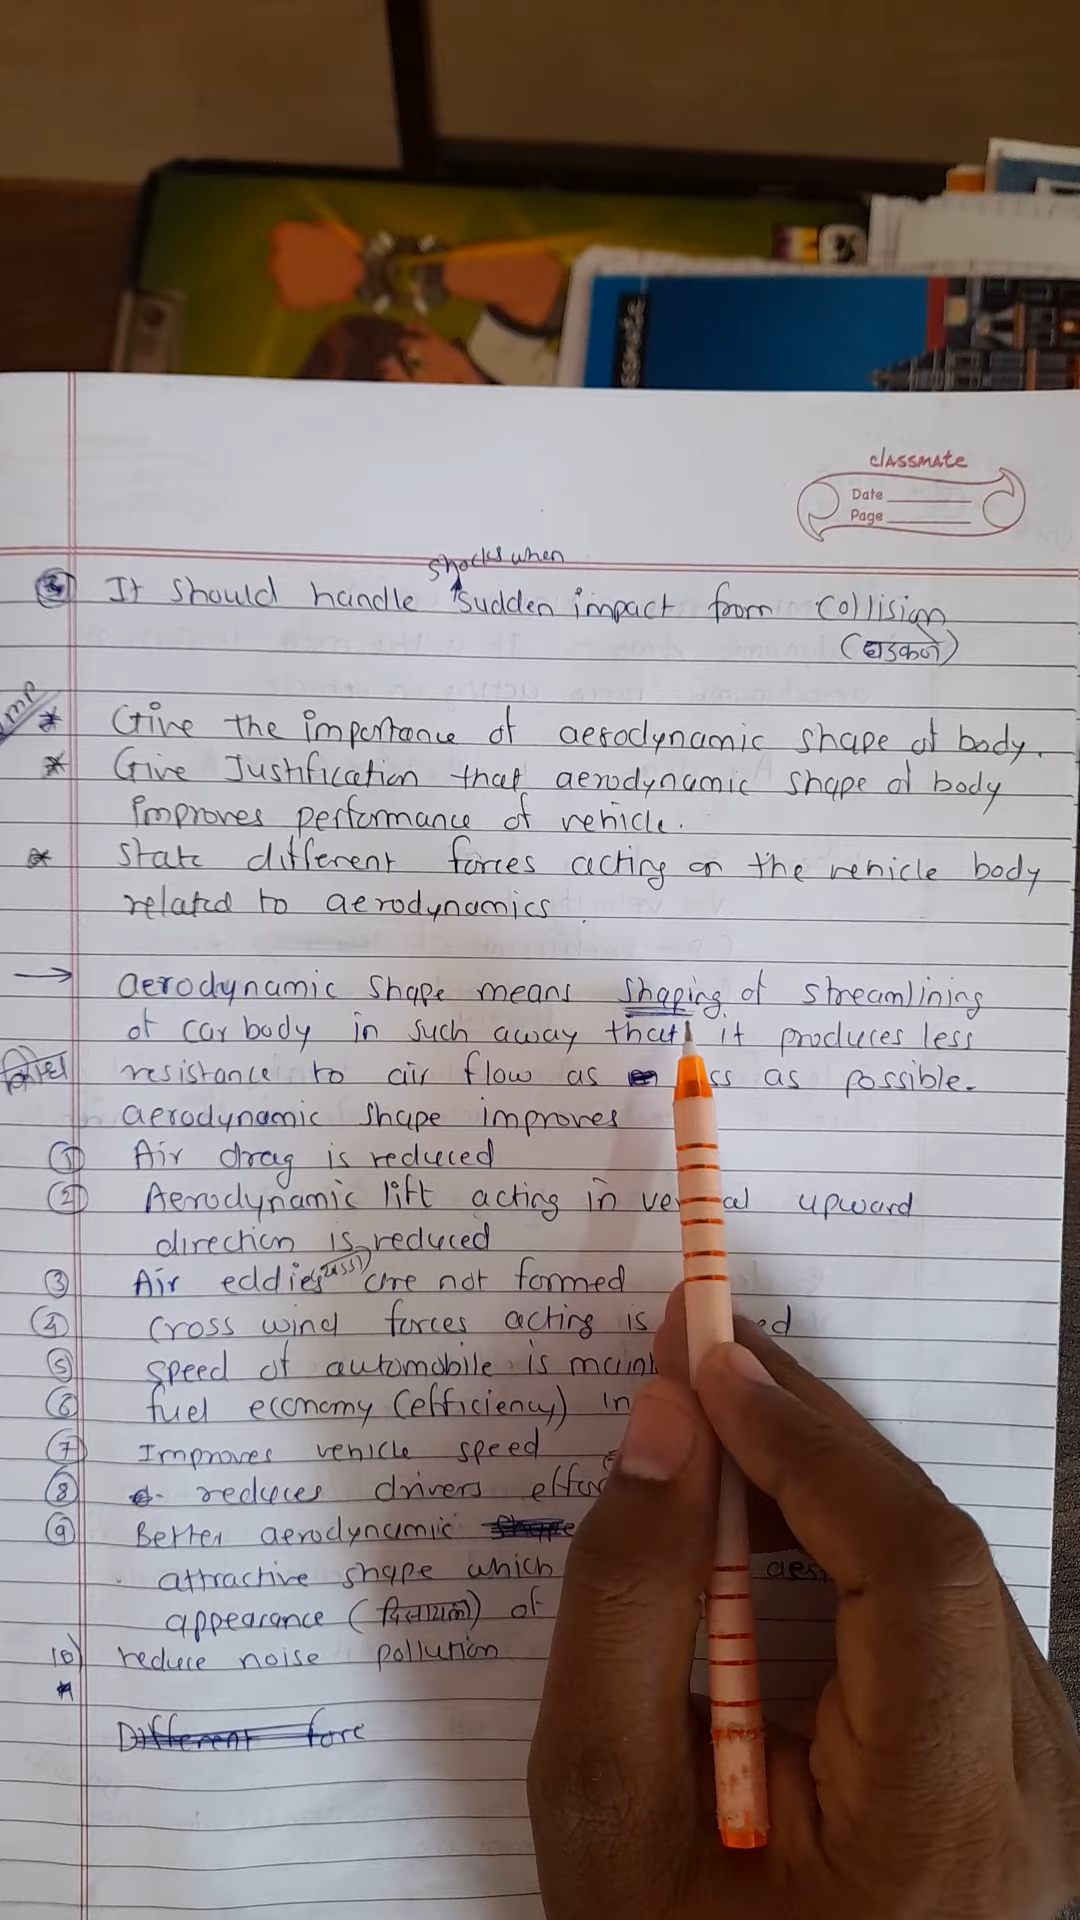 classmate
Date
Page
shocks when
③ It should handle sudden impact from collision
(धडकने)
Imp
* Give the importance of aerodynamic shape of body.
* Give Justification that aerodynamic shape of body
improves performance of vehicle.
* State different forces acting on the vehicle body
related to aerodynamics.
→ aerodynamic shape means shaping of streamlining
of car body in such away that it produces less
resistance to air flow as as possible.
aerodynamic shape improves
① Air drag is reduced
② Aerodynamic lift acting in upward
direction is reduced
③ Air eddies are not formed
④ cross wind forces acting is
⑤ speed of automobile is
⑥ fuel economy (efficiency)
⑦ Improves vehicle speed
⑧ reduces drivers
⑨ Better aerodynamic
attractive shape which
appearance of
10) reduce noise pollution
*
Different forc